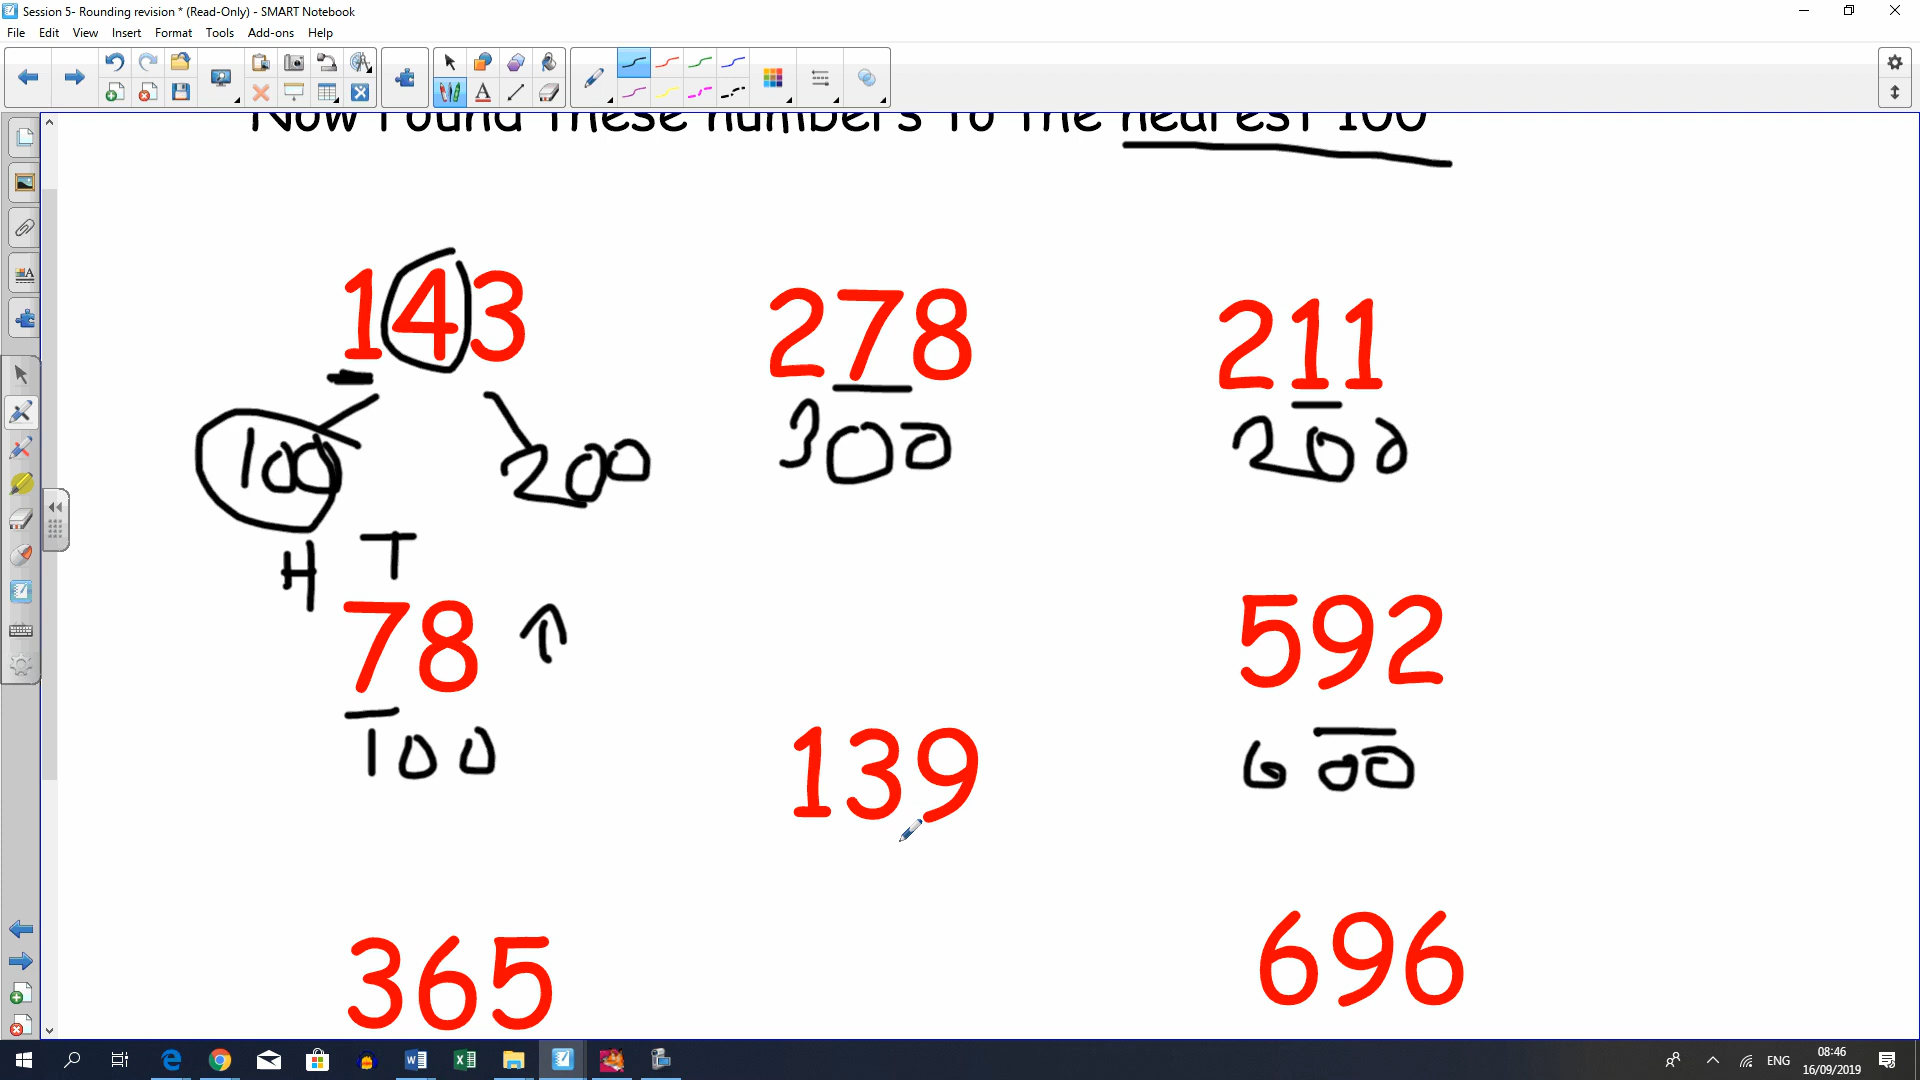 Session 5- Rounding revision * (Read-Only) - SMART Notebook
File Edit View Insert Format Tools Add-ons Help
Now round these numbers to the nearest 100
143 278 211
100 200 300 200
H T
78 592
100 139 600
365 696
ENG 08:46
16/09/2019